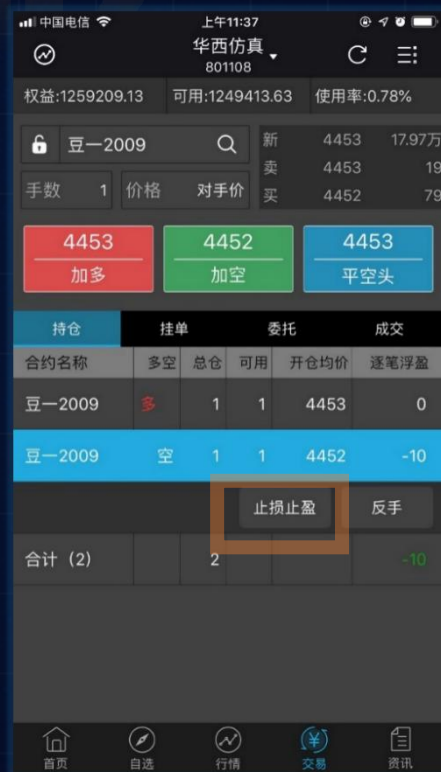 中国电信 上午11:37
华西仿真
801108
权益:1259209.13 可用:1249413.63 使用率:0.78%
豆一2009 新 4453 17.97万
卖 4453 19
手数 1 价格 对手价 买 4452 79
4453 4452 4453
加多 加空 平空头
持仓 挂单 委托 成交
合约名称 多空 总仓 可用 开仓均价 逐笔浮盈
豆一2009 多 1 1 4453 0
豆一2009 空 1 1 4452 -10
止损止盈 反手
合计 (2) 2 -10
首页 自选 行情 交易 资讯